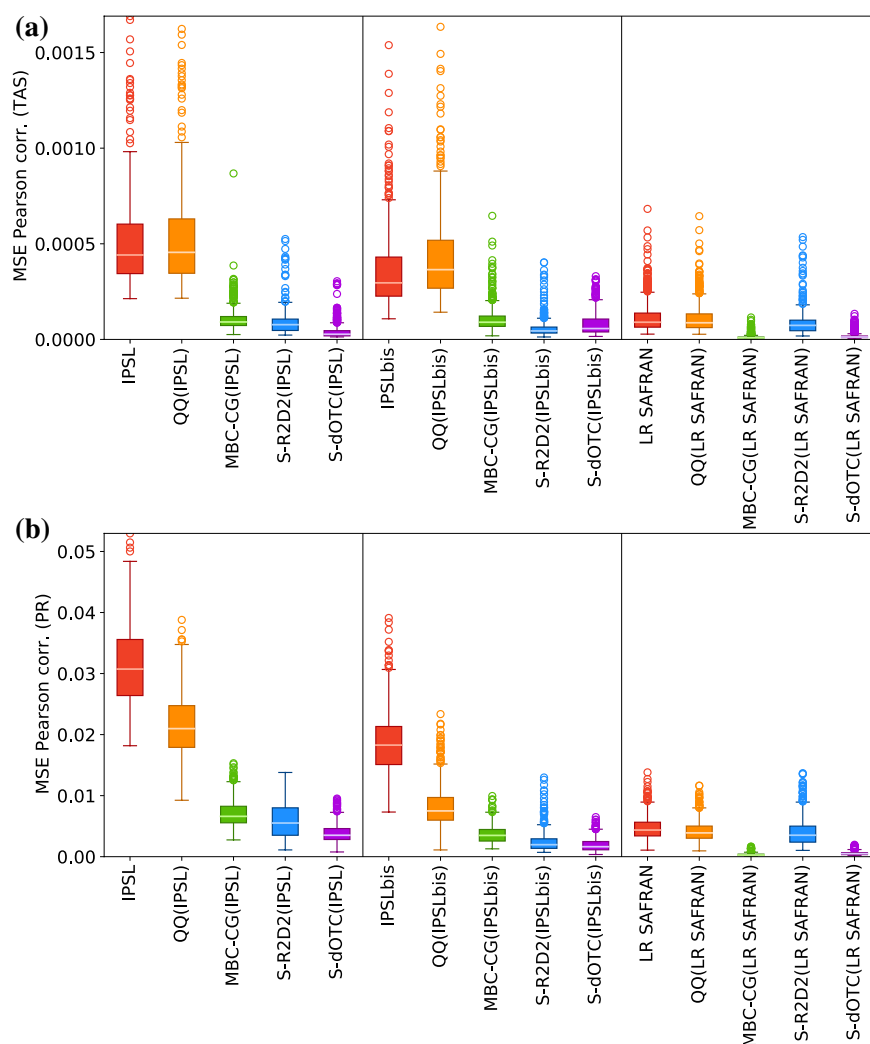 (a)
MSE Pearson corr. (TAS)
0.0015
0.0010
0.0005
0.0000
IPSL
QQ(IPSL)
MBC-CG(IPSL)
S-R2D2(IPSL)
S-dOTC(IPSL)
IPSLbis
QQ(IPSLbis)
MBC-CG(IPSLbis)
S-R2D2(IPSLbis)
S-dOTC(IPSLbis)
LR SAFRAN
QQ(LR SAFRAN)
MBC-CG(LR SAFRAN)
S-R2D2(LR SAFRAN)
S-dOTC(LR SAFRAN)
(b)
MSE Pearson corr. (PR)
0.05
0.04
0.03
0.02
0.01
0.00
IPSL
QQ(IPSL)
MBC-CG(IPSL)
S-R2D2(IPSL)
S-dOTC(IPSL)
IPSLbis
QQ(IPSLbis)
MBC-CG(IPSLbis)
S-R2D2(IPSLbis)
S-dOTC(IPSLbis)
LR SAFRAN
QQ(LR SAFRAN)
MBC-CG(LR SAFRAN)
S-R2D2(LR SAFRAN)
S-dOTC(LR SAFRAN)